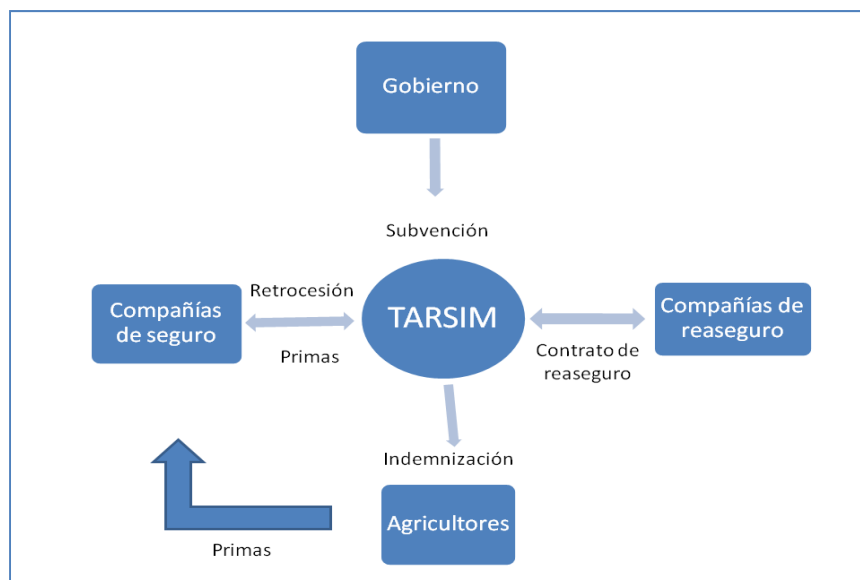 Gobierno
Subvención
Retrocesión
Compañías
de seguro
Primas
TARSIM
Compañías de
reaseguro
Contrato de
reaseguro
Indemnización
Agricultores
Primas